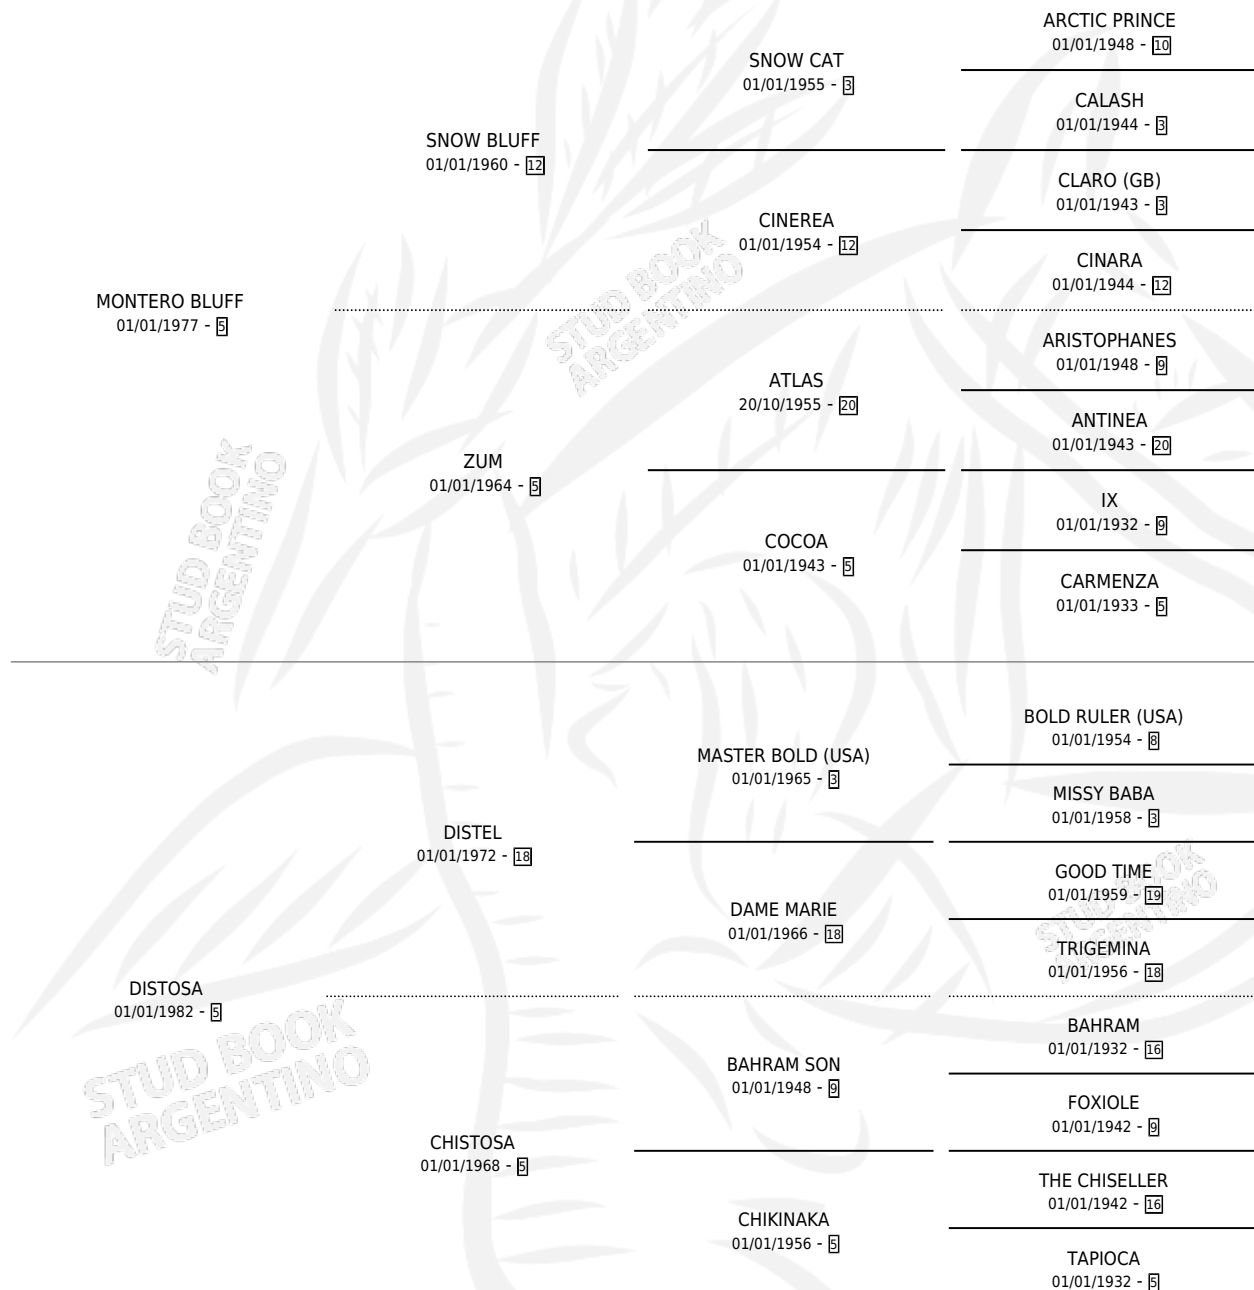 ARCTIC PRINCE
01/01/1948 - 10
SNOW CAT
01/01/1955 - 3
CALASH
01/01/1944 - 3
SNOW BLUFF
01/01/1960 - 12
CLARO (GB)
01/01/1943 - 3
CINEREA
01/01/1954 - 12
CINARA
01/01/1944 - 12
MONTERO BLUFF
01/01/1977 - 5
ARISTOPHANES
01/01/1948 - 9
ATLAS
20/10/1955 - 20
ANTINEA
01/01/1943 - 20
ZUM
01/01/1964 - 5
IX
01/01/1932 - 9
COCOA
01/01/1943 - 5
CARMENZA
01/01/1933 - 5
BOLD RULER (USA)
01/01/1954 - 8
MASTER BOLD (USA)
01/01/1965 - 3
MISSY BABA
01/01/1958 - 3
DISTEL
01/01/1972 - 18
GOOD TIME
01/01/1959 - 19
DAME MARIE
01/01/1966 - 18
TRIGEMINA
01/01/1956 - 18
DISTOSA
01/01/1982 - 5
BAHRAM
01/01/1932 - 16
BAHRAM SON
01/01/1948 - 9
FOXIOLE
01/01/1942 - 9
CHISTOSA
01/01/1968 - 5
THE CHISELLER
01/01/1942 - 16
CHIKINAKA
01/01/1956 - 5
TAPIOCA
01/01/1932 - 5
STUD BOOK
ARGENTINO
STUD BOOK
ARGENTINO
STUD BOOK
ARGENTINO
STUD BOOK
ARGENTINO